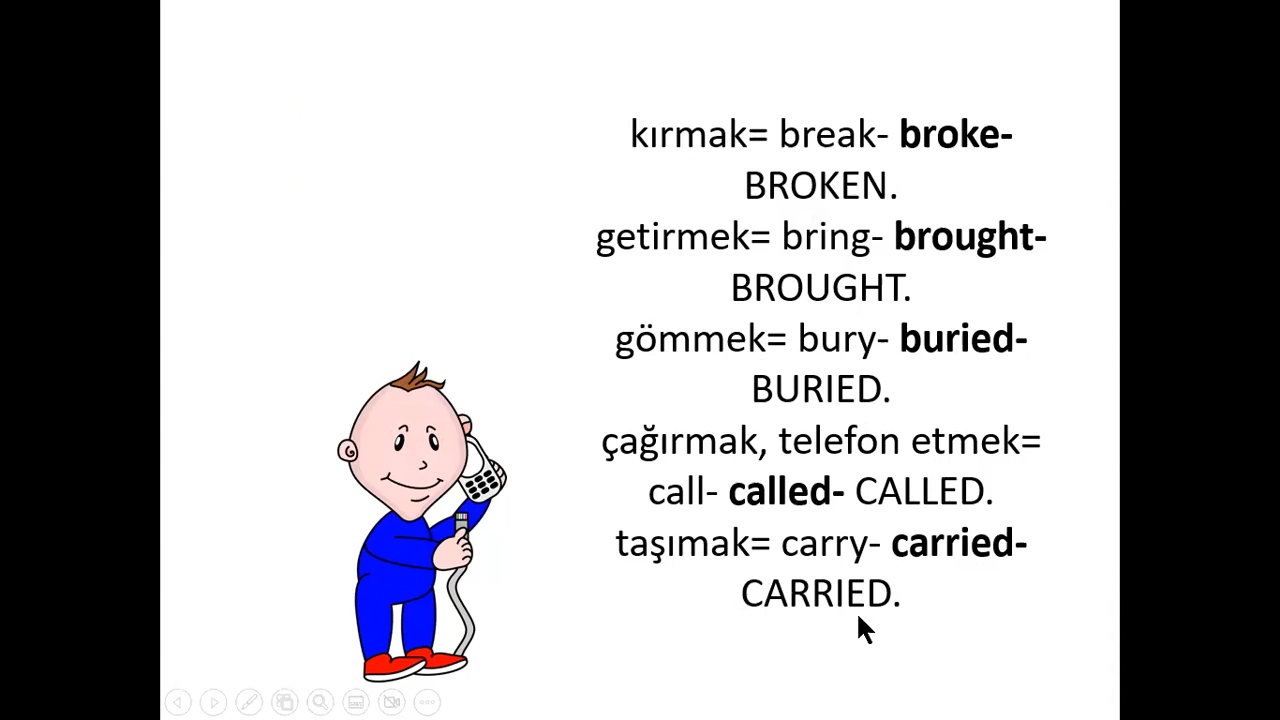 kırmak= break- broke-
BROKEN.
getirmek= bring- brought-
BROUGHT.
gömmek= bury- buried-
BURIED.
çağırmak, telefon etmek=
call- called- CALLED.
taşımak= carry- carried-
CARRIED.